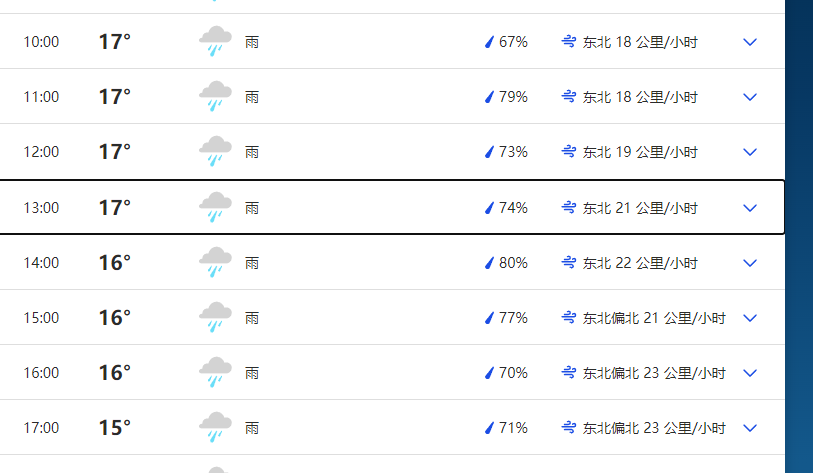 10:00 17° 雨 67% 东北 18 公里/小时
11:00 17° 雨 79% 东北 18 公里/小时
12:00 17° 雨 73% 东北 19 公里/小时
13:00 17° 雨 74% 东北 21 公里/小时
14:00 16° 雨 80% 东北 22 公里/小时
15:00 16° 雨 77% 东北偏北 21 公里/小时
16:00 16° 雨 70% 东北偏北 23 公里/小时
17:00 15° 雨 71% 东北偏北 23 公里/小时